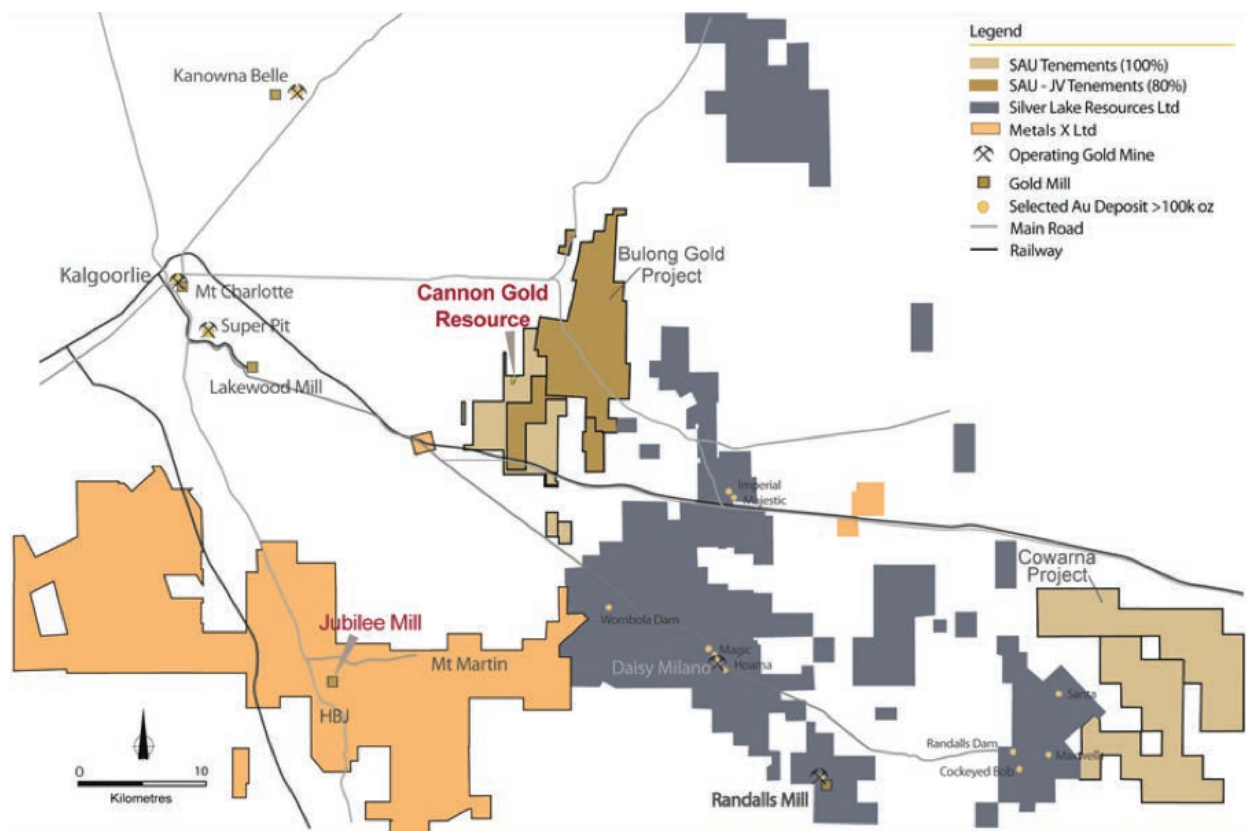 Legend
SAU Tenements (100%)
SAU - JV Tenements (80%)
Silver Lake Resources Ltd
Metals X Ltd
Operating Gold Mine
Gold Mill
Selected Au Deposit >100k oz
Main Road
Railway
Kanowna Belle
Kalgoorlie
Mt Charlotte
Super Pit
Lakewood Mill
Cannon Gold
Resource
Bulong Gold
Project
Imperial
Majestic
Cowarna
Project
Wombola Dam
Jubilee Mill
Mt Martin
HBJ
Magic
Daisy Milano
Hoarna
Santa
Randalls Dam
Maxwells
Cockeyed Bob
Randalls Mill
0
10
Kilometres